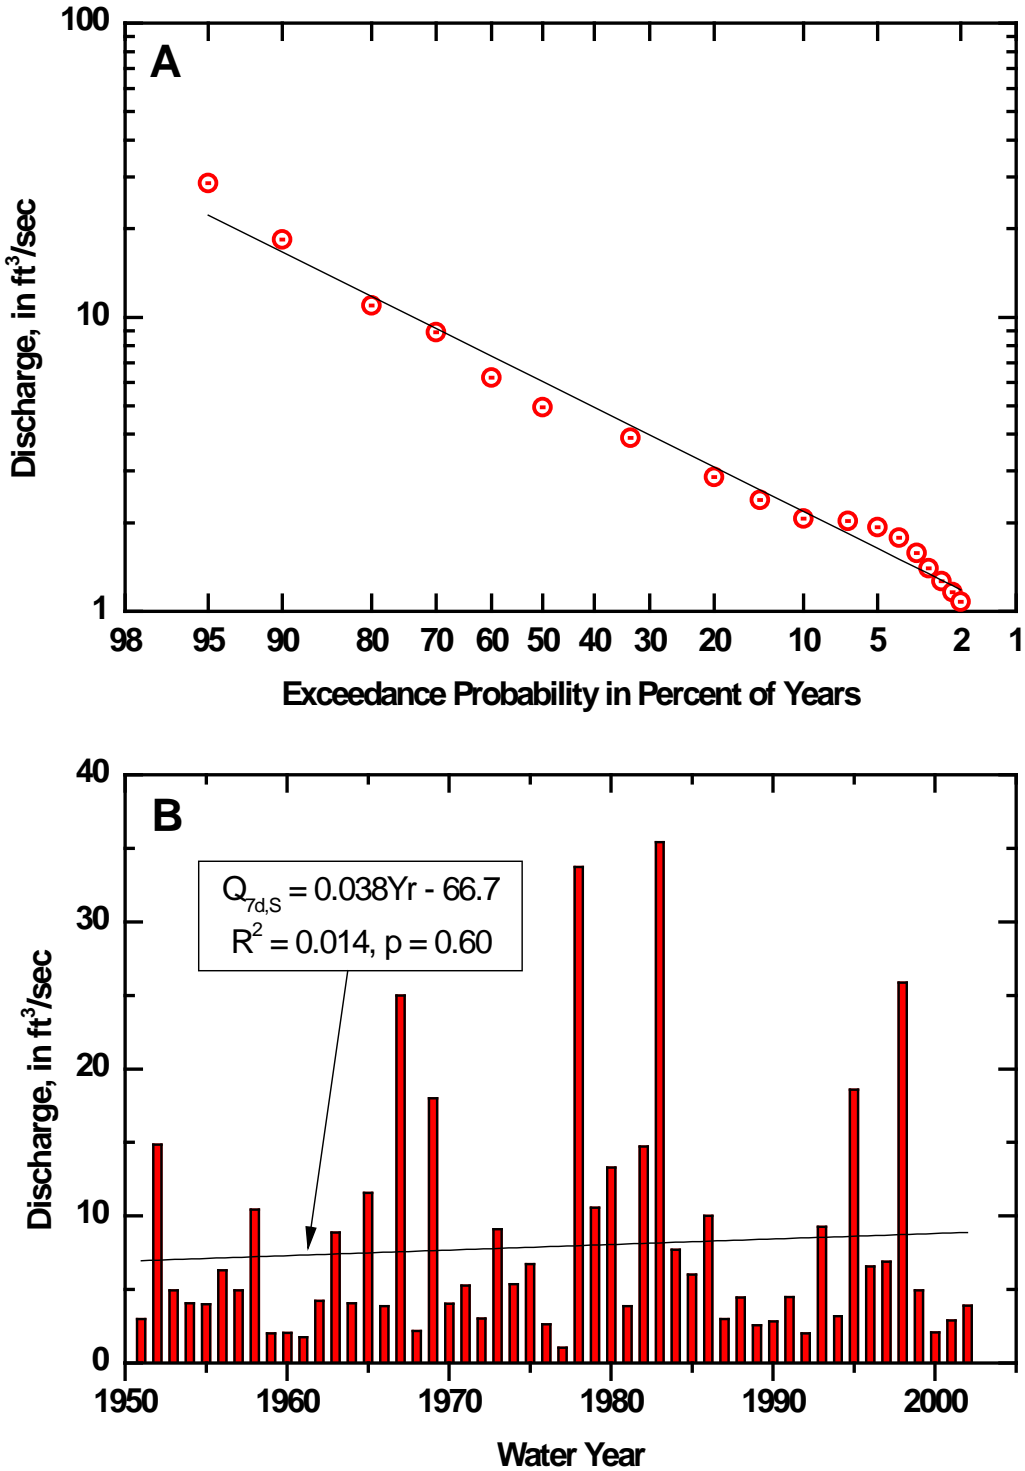 A
100
10
1
Discharge, in ft³/sec
98 95 90 80 70 60 50 40 30 20 10 5 2 1
Exceedance Probability in Percent of Years
B
40
30
20
10
0
Discharge, in ft³/sec
Q7d,S = 0.038Yr - 66.7
R² = 0.014, p = 0.60
1950 1960 1970 1980 1990 2000
Water Year